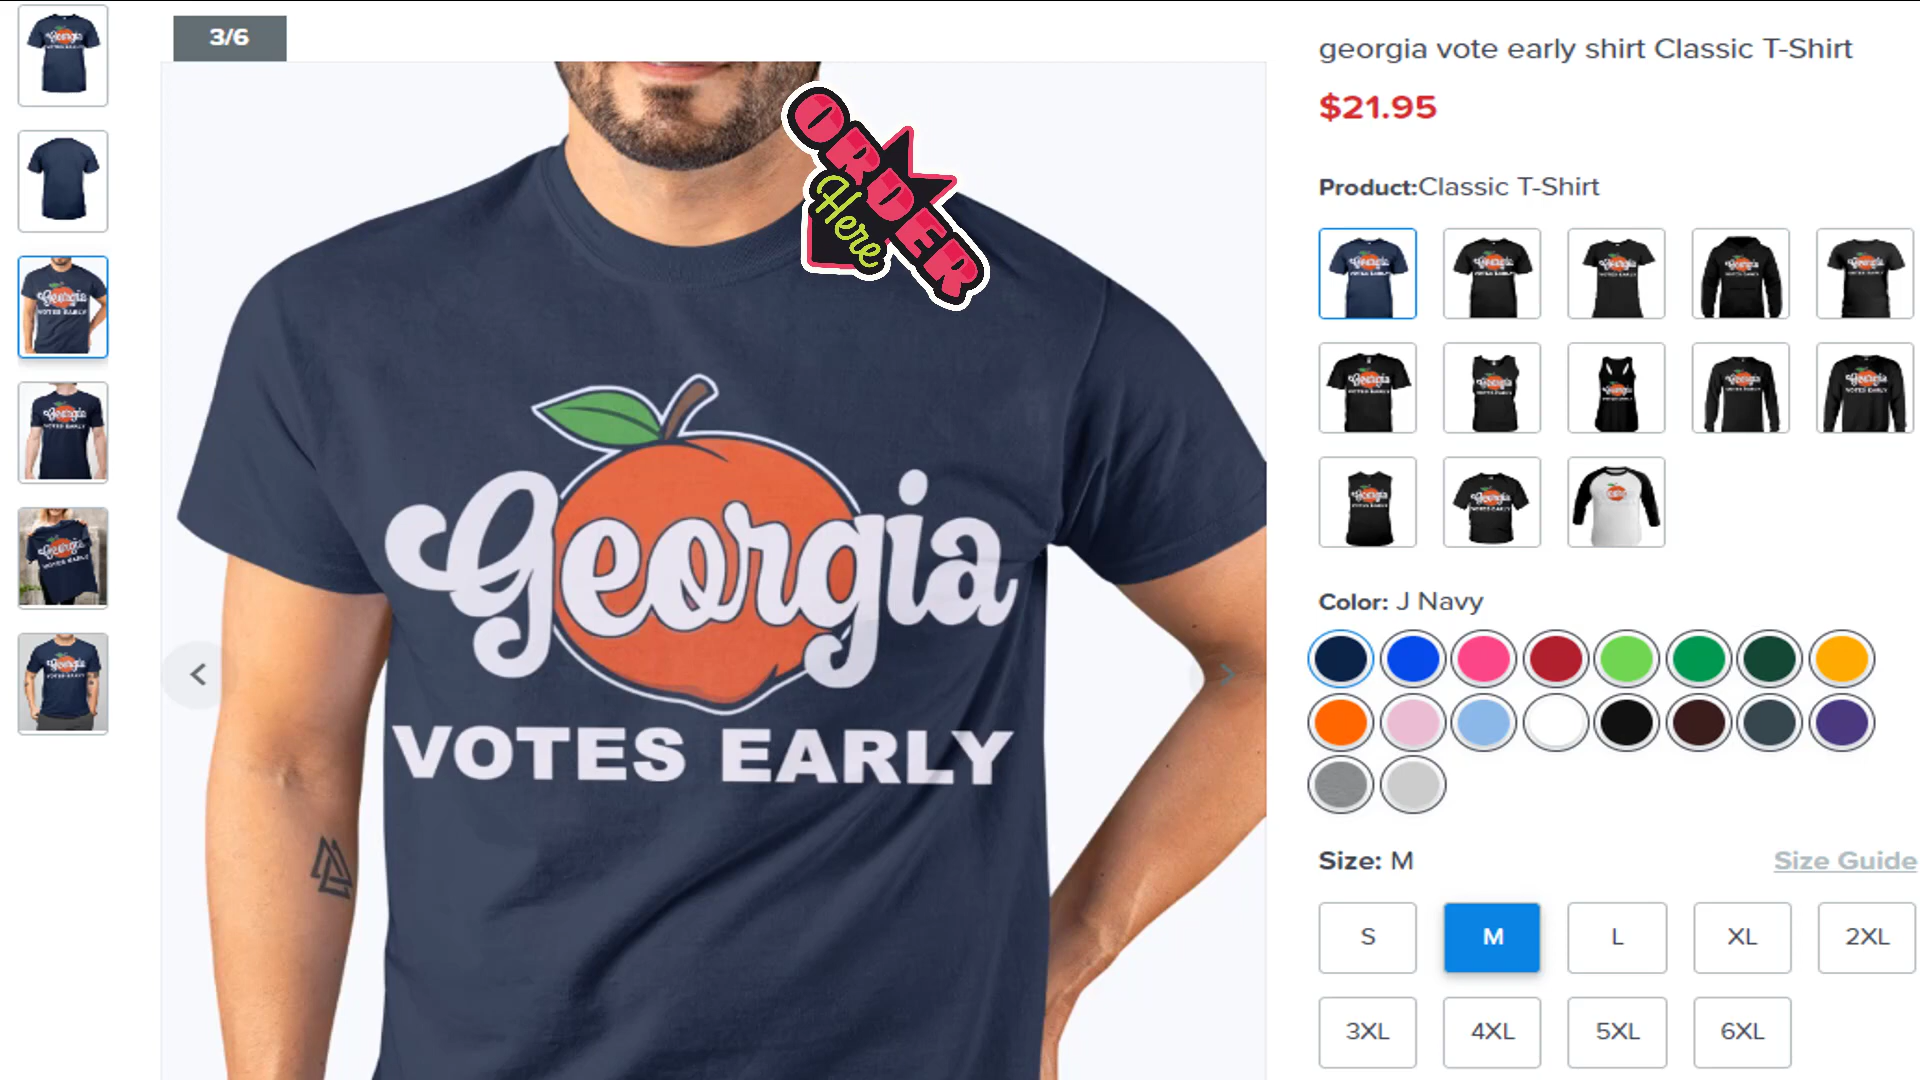 3/6
ORDER
Here
Georgia
VOTES EARLY
georgia vote early shirt Classic T-Shirt
$21.95
Product:Classic T-Shirt
Color: J Navy
Size: M
Size Guide
S
M
L
XL
2XL
3XL
4XL
5XL
6XL